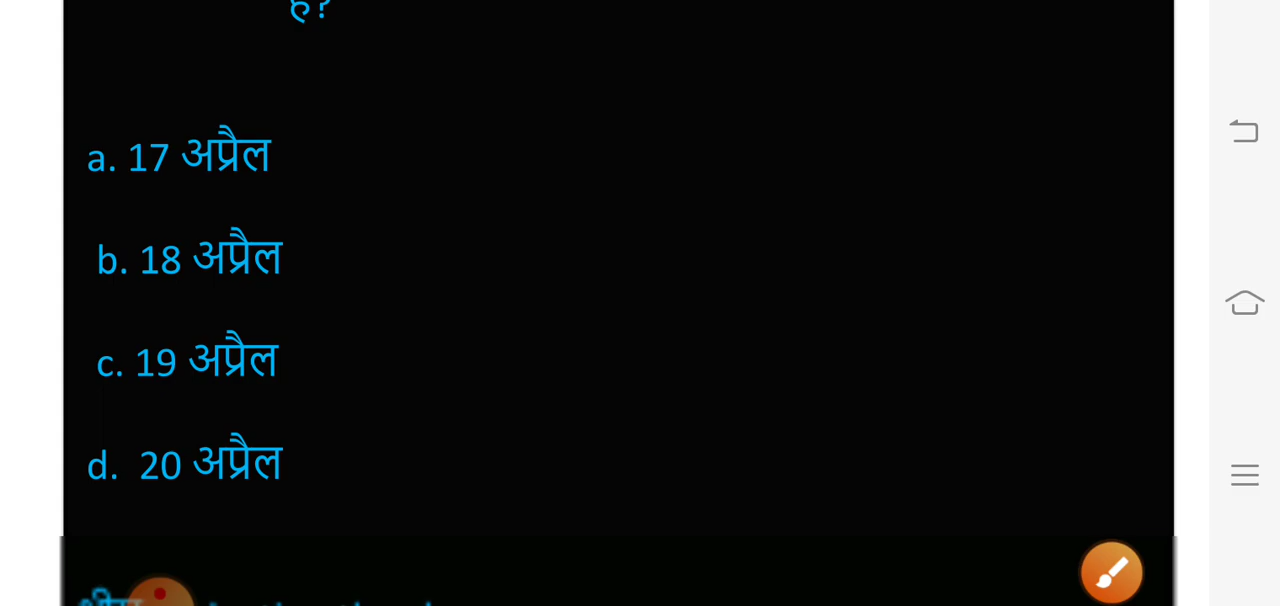 है?
a. 17 अप्रैल
b. 18 अप्रैल
c. 19 अप्रैल
d. 20 अप्रैल